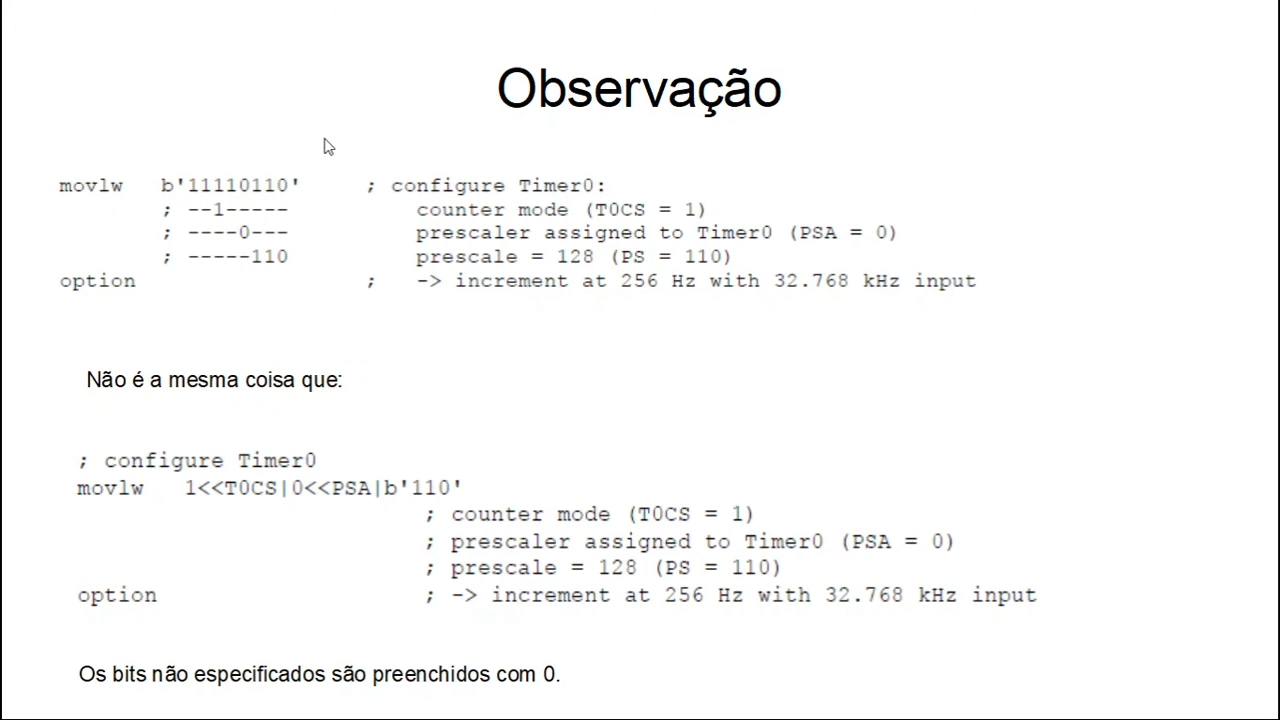 Observação
movlw b'11110110' ; configure Timer0:
; --1----- counter mode (T0CS = 1)
; ----0--- prescaler assigned to Timer0 (PSA = 0)
; -----110 prescale = 128 (PS = 110)
option ; -> increment at 256 Hz with 32.768 kHz input
Não é a mesma coisa que:
; configure Timer0
movlw 1<<T0CS|0<<PSA|b'110'
; counter mode (T0CS = 1)
; prescaler assigned to Timer0 (PSA = 0)
; prescale = 128 (PS = 110)
option ; -> increment at 256 Hz with 32.768 kHz input
Os bits não especificados são preenchidos com 0.